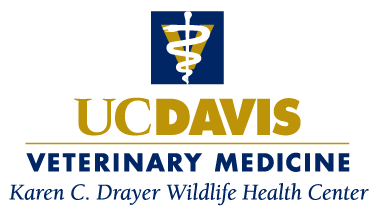 UCDAVIS
VETERINARY MEDICINE
Karen C. Drayer Wildlife Health Center